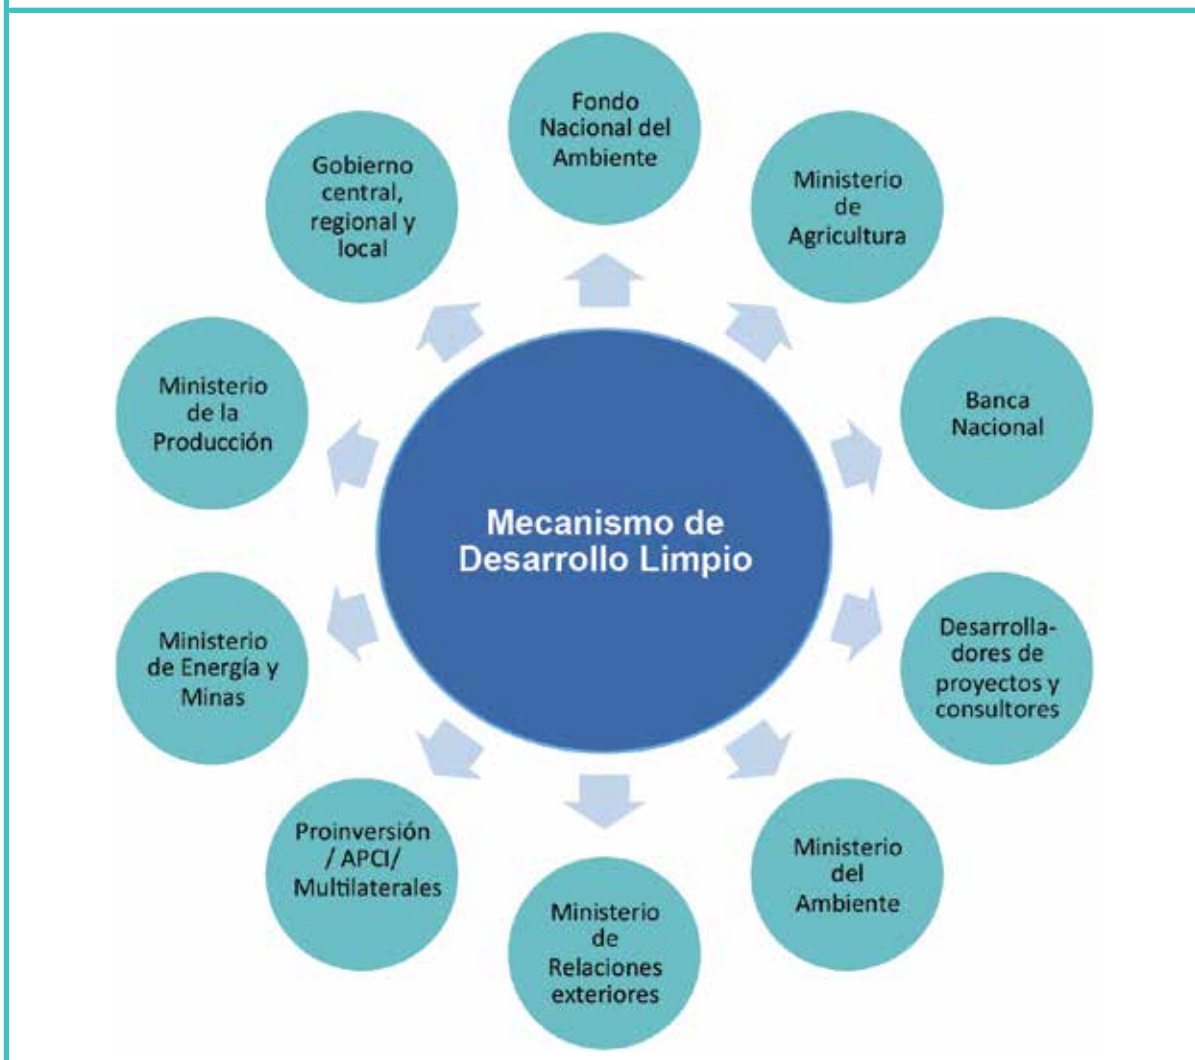 Fondo
Nacional del
Ambiente
Ministerio
de
Agricultura
Banca
Nacional
Desarrolla-
dores de
proyectos y
consultores
Ministerio
del
Ambiente
Ministerio
de
Relaciones
exteriores
Proinversión
/ APCI/
Multilaterales
Ministerio
de Energía y
Minas
Ministerio
de la
Producción
Gobierno
central,
regional y
local
Mecanismo de
Desarrollo Limpio